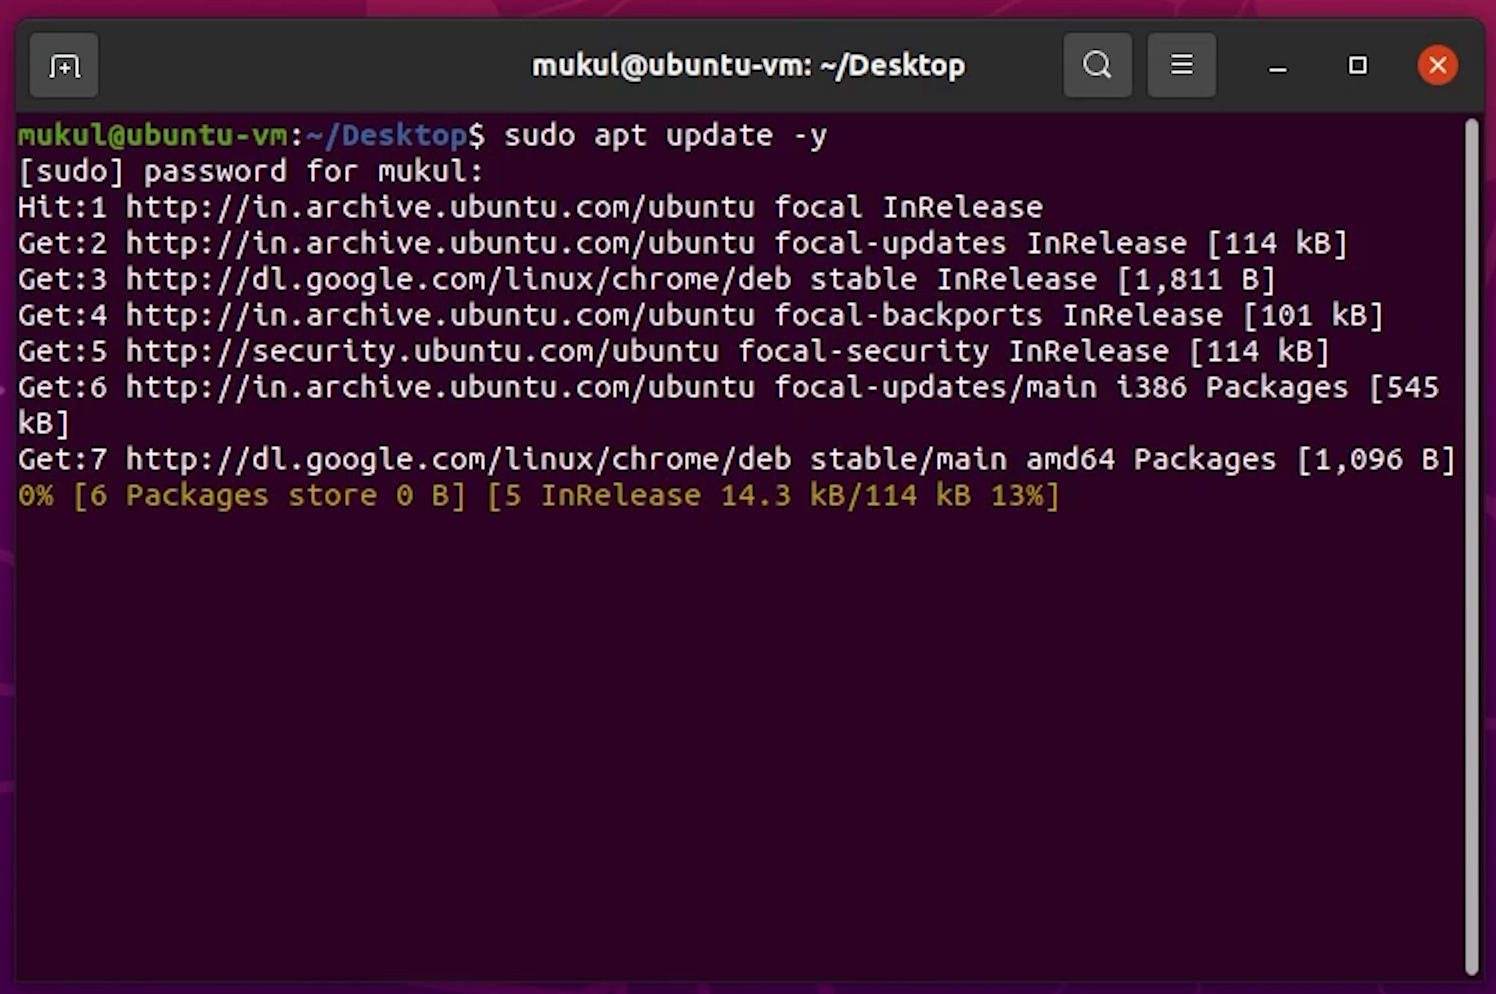 mukul@ubuntu-vm: ~/Desktop
mukul@ubuntu-vm:~/Desktop$ sudo apt update -y
[sudo] password for mukul:
Hit:1 http://in.archive.ubuntu.com/ubuntu focal InRelease
Get:2 http://in.archive.ubuntu.com/ubuntu focal-updates InRelease [114 kB]
Get:3 http://dl.google.com/linux/chrome/deb stable InRelease [1,811 B]
Get:4 http://in.archive.ubuntu.com/ubuntu focal-backports InRelease [101 kB]
Get:5 http://security.ubuntu.com/ubuntu focal-security InRelease [114 kB]
Get:6 http://in.archive.ubuntu.com/ubuntu focal-updates/main i386 Packages [545
kB]
Get:7 http://dl.google.com/linux/chrome/deb stable/main amd64 Packages [1,096 B]
0% [6 Packages store 0 B] [5 InRelease 14.3 kB/114 kB 13%]